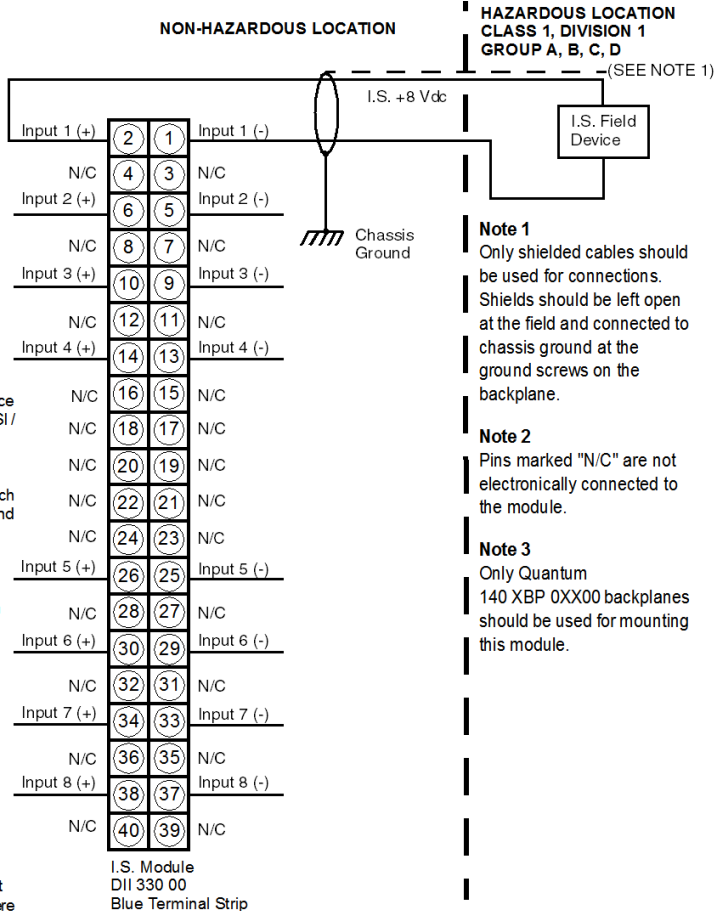 NON-HAZARDOUS LOCATION
HAZARDOUS LOCATION
CLASS 1, DIVISION 1
GROUP A, B, C, D
(SEE NOTE 1)
I.S. +8 Vdc
I.S. Field
Device
Chassis
Ground
Input 1 (+) 2 1 Input 1 (-)
N/C 4 3 N/C
Input 2 (+) 6 5 Input 2 (-)
N/C 8 7 N/C
Input 3 (+) 10 9 Input 3 (-)
N/C 12 11 N/C
Input 4 (+) 14 13 Input 4 (-)
N/C 16 15 N/C
N/C 18 17 N/C
N/C 20 19 N/C
N/C 22 21 N/C
N/C 24 23 N/C
Input 5 (+) 26 25 Input 5 (-)
N/C 28 27 N/C
Input 6 (+) 30 29 Input 6 (-)
N/C 32 31 N/C
Input 7 (+) 34 33 Input 7 (-)
N/C 36 35 N/C
Input 8 (+) 38 37 Input 8 (-)
N/C 40 39 N/C
I.S. Module
DII 330 00
Blue Terminal Strip
Note 1
Only shielded cables should
be used for connections.
Shields should be left open
at the field and connected to
chassis ground at the
ground screws on the
backplane.
Note 2
Pins marked "N/C" are not
electronically connected to
the module.
Note 3
Only Quantum
140 XBP 0XX00 backplanes
should be used for mounting
this module.